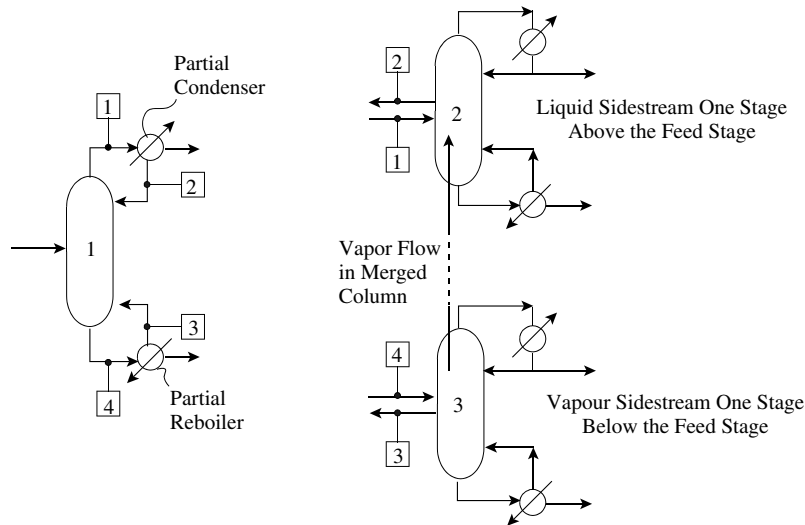 Partial
Condenser
1
2
1
3
4
Partial
Reboiler
2
1
2
Liquid Sidestream One Stage
Above the Feed Stage
Vapor Flow
in Merged
Column
4
3
3
Vapour Sidestream One Stage
Below the Feed Stage